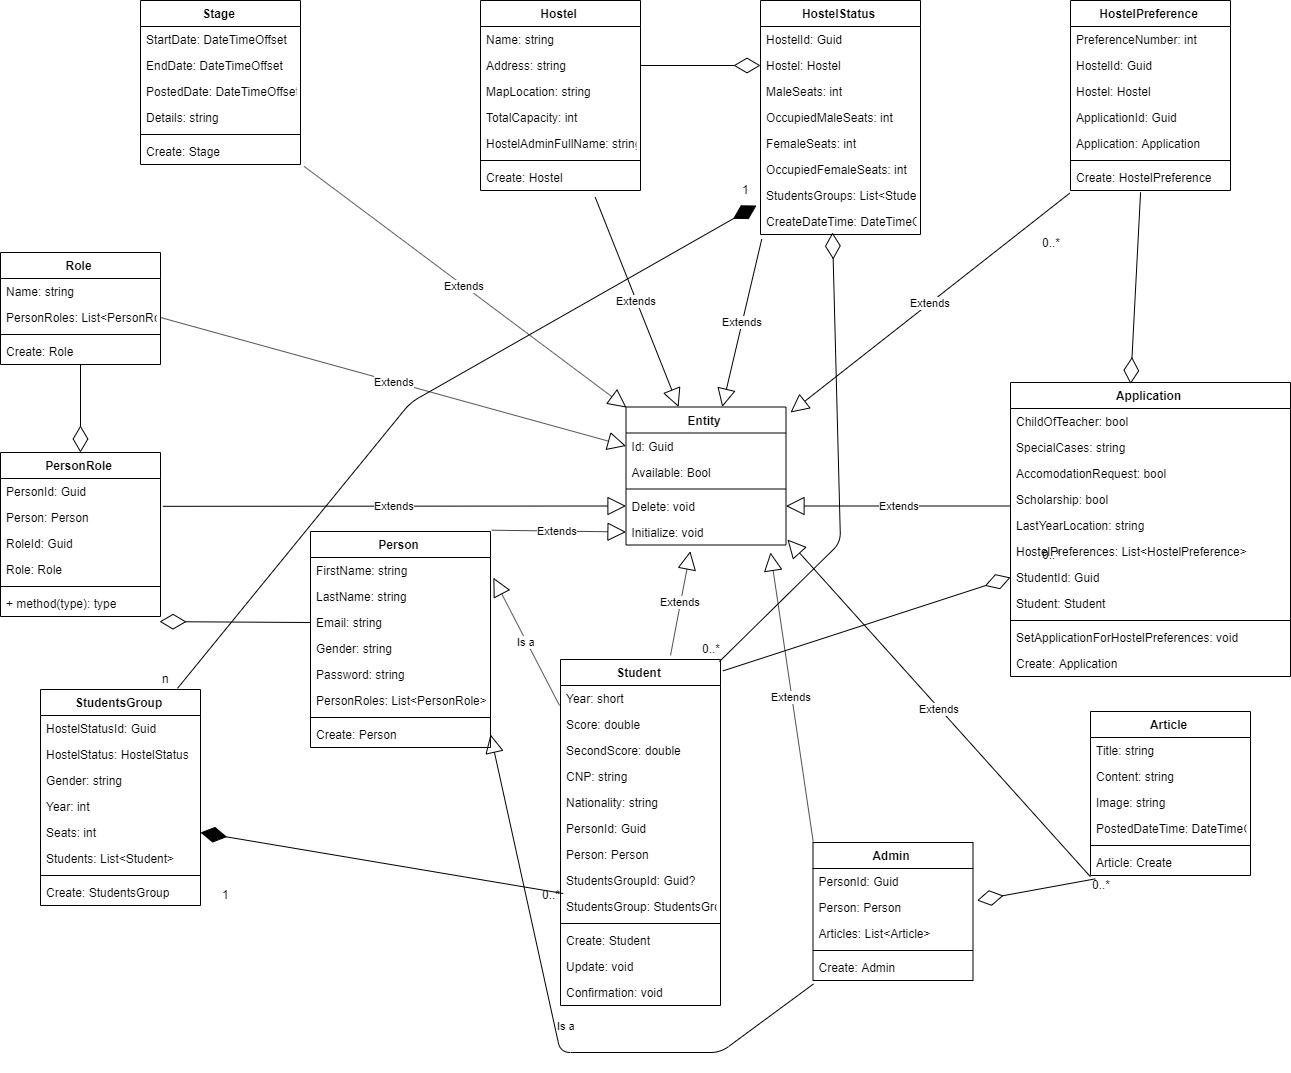 Stage
StartDate: DateTimeOffset
EndDate: DateTimeOffset
PostedDate: DateTimeOffset
Details: string
Create: Stage
Hostel
Name: string
Address: string
MapLocation: string
TotalCapacity: int
HostelAdminFullName: string
Create: Hostel
HostelStatus
HostelId: Guid
Hostel: Hostel
MaleSeats: int
OccupiedMaleSeats: int
FemaleSeats: int
OccupiedFemaleSeats: int
StudentsGroups: List<Stude
CreateDateTime: DateTimeO
HostelPreference
PreferenceNumber: int
HostelId: Guid
Hostel: Hostel
ApplicationId: Guid
Application: Application
Create: HostelPreference
1
0..*
Extends
Extends
Extends
Extends
Role
Name: string
PersonRoles: List<PersonRo
Create: Role
Extends
Entity
Id: Guid
Available: Bool
Delete: void
Initialize: void
Application
ChildOfTeacher: bool
SpecialCases: string
AccomodationRequest: bool
Scholarship: bool
LastYearLocation: string
HostelPreferences: List<HostelPreference>
0..*
StudentId: Guid
Student: Student
SetApplicationForHostelPreferences: void
Create: Application
PersonRole
PersonId: Guid
Person: Person
RoleId: Guid
Role: Role
+ method(type): type
Extends
Extends
Extends
Person
FirstName: string
LastName: string
Email: string
Gender: string
Password: string
PersonRoles: List<PersonRole>
Create: Person
Extends
Is a
0..*
n
Extends
Extends
StudentsGroup
HostelStatusId: Guid
HostelStatus: HostelStatus
Gender: string
Year: int
Seats: int
Students: List<Student>
Create: StudentsGroup
1
0..*
Student
Year: short
Score: double
SecondScore: double
CNP: string
Nationality: string
PersonId: Guid
Person: Person
StudentsGroupId: Guid?
StudentsGroup: StudentsGro
Create: Student
Update: void
Confirmation: void
Article
Title: string
Content: string
Image: string
PostedDateTime: DateTimeO
Article: Create
0..*
Admin
PersonId: Guid
Person: Person
Articles: List<Article>
Create: Admin
Is a